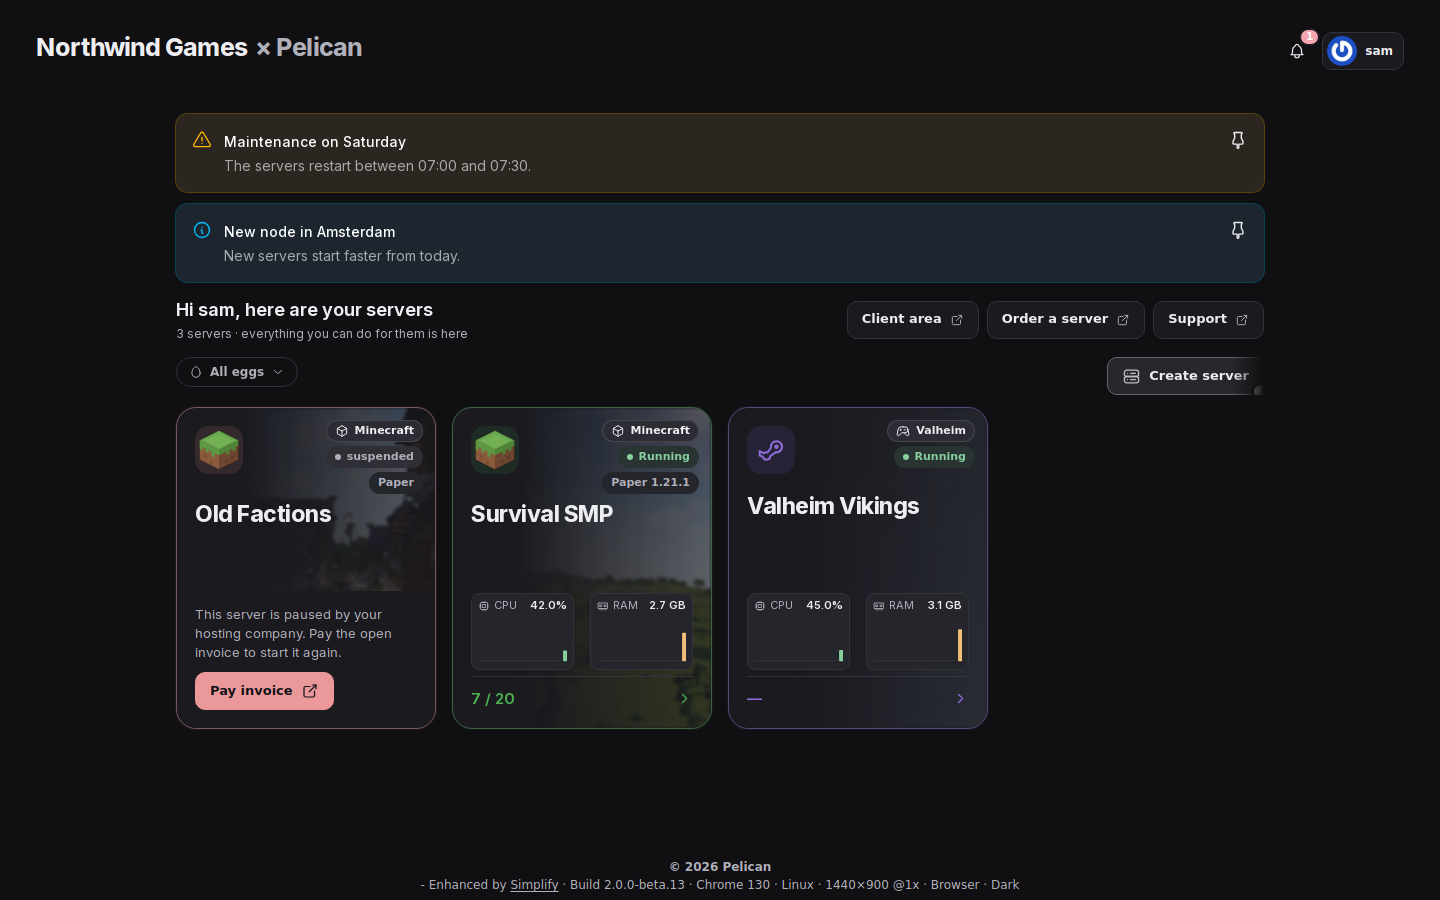 Northwind Games × Pelican
1
sam
Maintenance on Saturday
The servers restart between 07:00 and 07:30.
New node in Amsterdam
New servers start faster from today.
Hi sam, here are your servers
3 servers · everything you can do for them is here
Client area
Order a server
Support
All eggs
Create server
Minecraft
suspended
Paper
Old Factions
This server is paused by your
hosting company. Pay the open
invoice to start it again.
Pay invoice
Minecraft
Running
Paper 1.21.1
Survival SMP
CPU 42.0%
RAM 2.7 GB
7 / 20
Valheim
Running
Valheim Vikings
CPU 45.0%
RAM 3.1 GB
—
© 2026 Pelican
- Enhanced by Simplify · Build 2.0.0-beta.13 · Chrome 130 · Linux · 1440×900 @1x · Browser · Dark